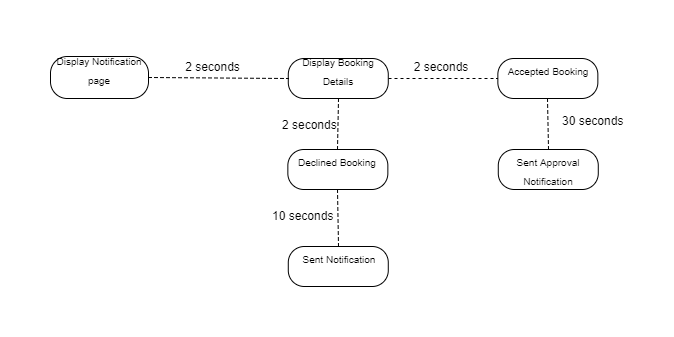 Display Notification
page
2 seconds
Display Booking
Details
2 seconds
Accepted Booking
2 seconds
30 seconds
Declined Booking
Sent Approval
Notification
10 seconds
Sent Notification